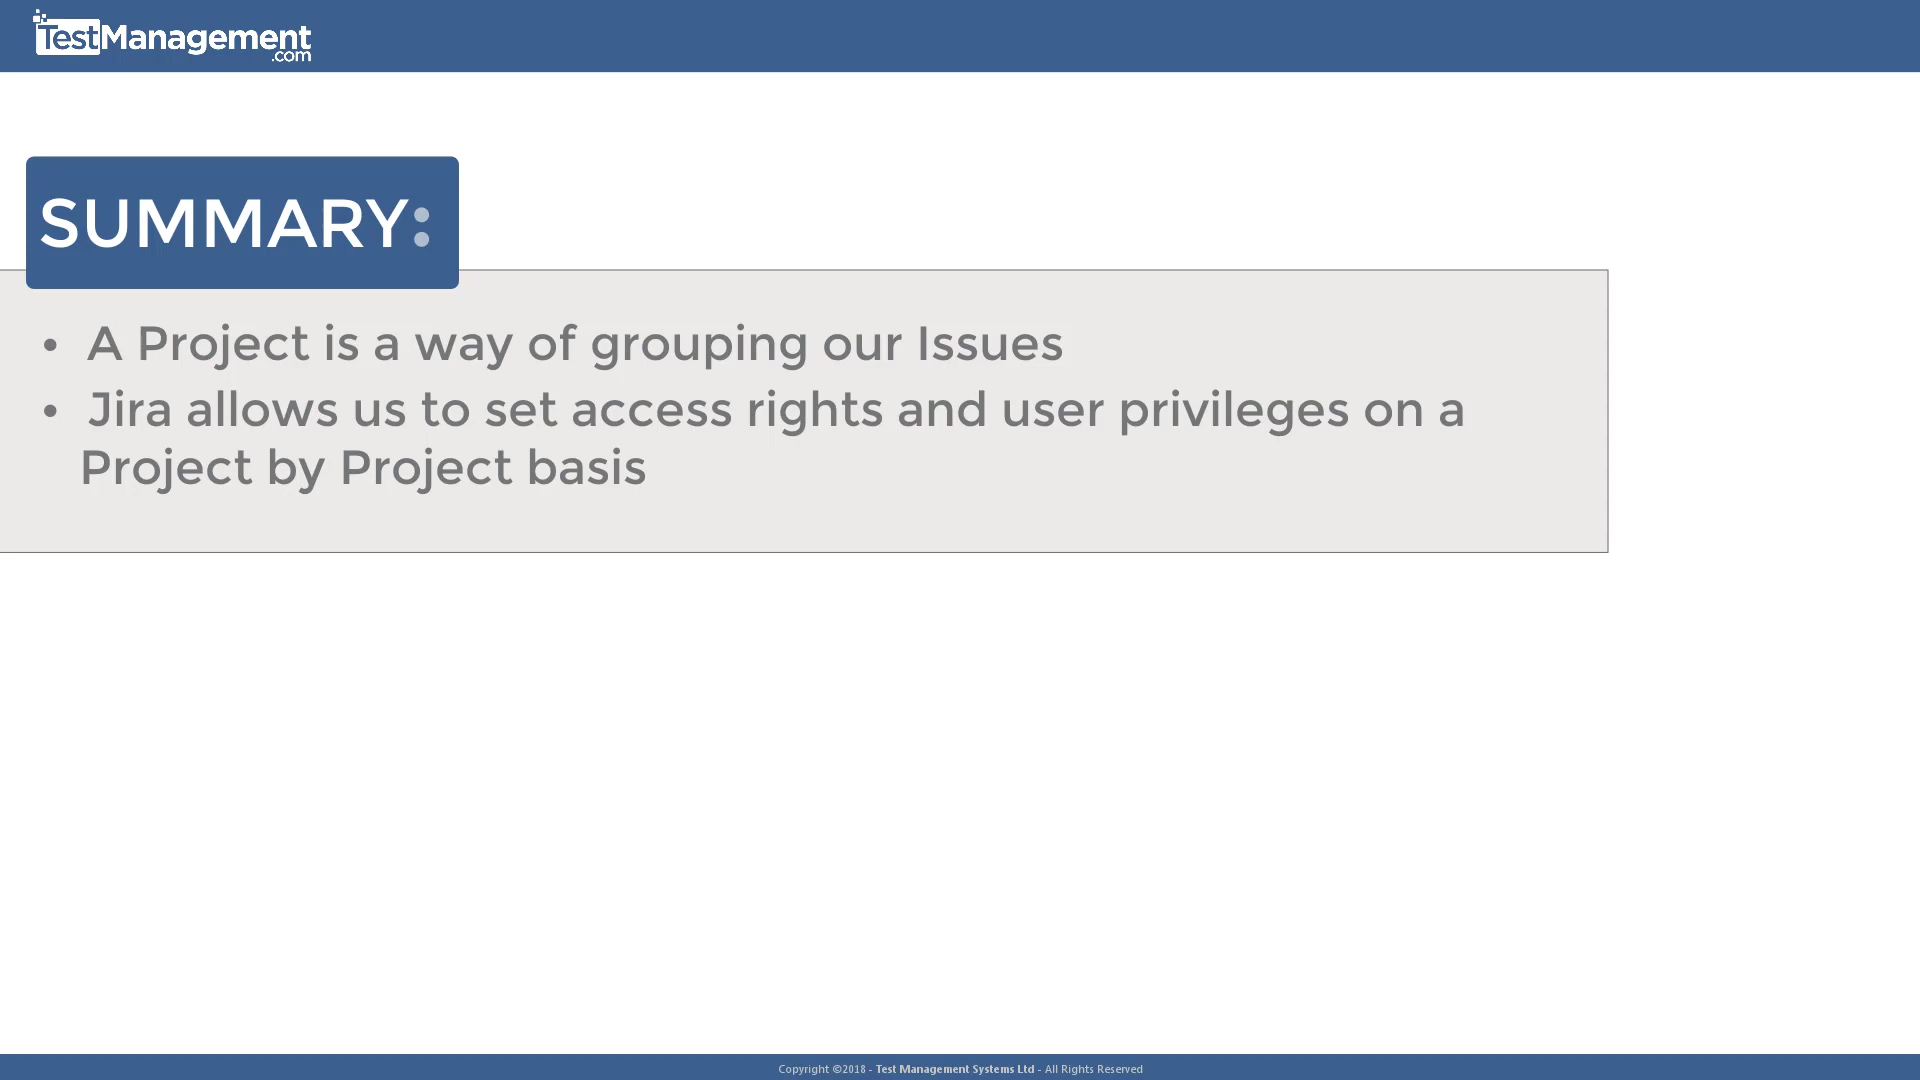 TestManagement
.com
SUMMARY:
• A Project is a way of grouping our Issues
• Jira allows us to set access rights and user privileges on a
Project by Project basis
Copyright ©2018 - Test Management Systems Ltd - All Rights Reserved